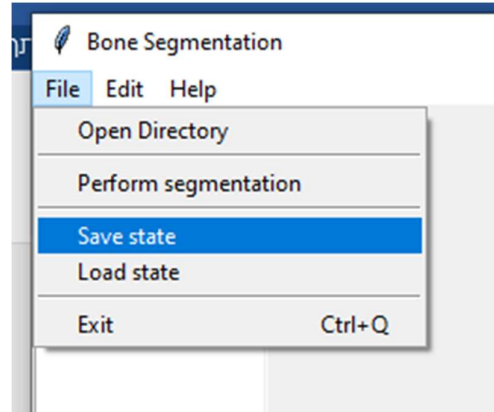 Bone Segmentation
File Edit Help
Open Directory
Perform segmentation
Save state
Load state
Exit Ctrl+Q